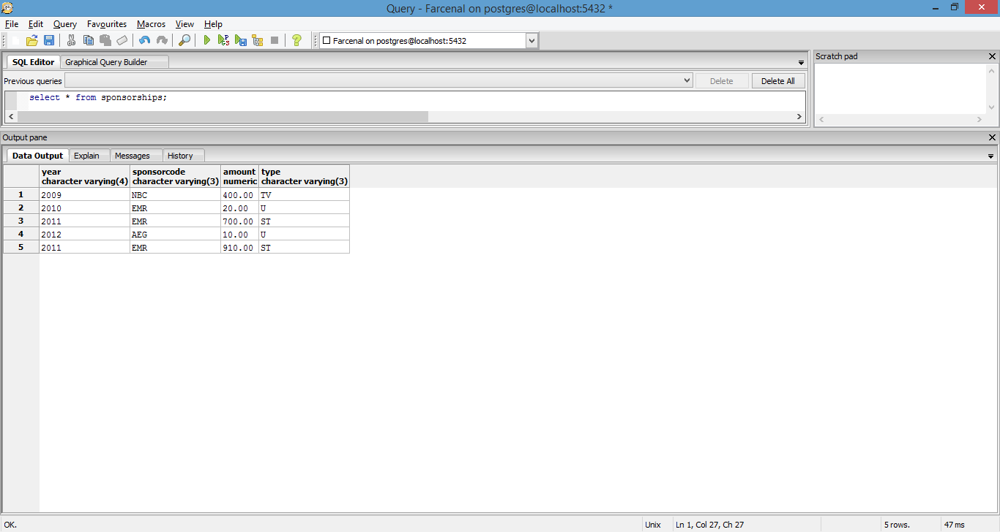 Query - Farcenal on postgres@localhost:5432 *
File Edit Query Favourites Macros View Help
Farcenal on postgres@localhost:5432
SQL Editor Graphical Query Builder
Previous queries Delete Delete All
select * from sponsorships;
Scratch pad
Output pane
Data Output Explain Messages History
year sponsorcode amount type
character varying(4) character varying(3) numeric character varying(3)
1 2009 NBC 400.00 TV
2 2010 EMR 20.00 U
3 2011 EMR 700.00 ST
4 2012 AEG 10.00 U
5 2011 EMR 910.00 ST
OK. Unix Ln 1, Col 27, Ch 27 5 rows. 47 ms